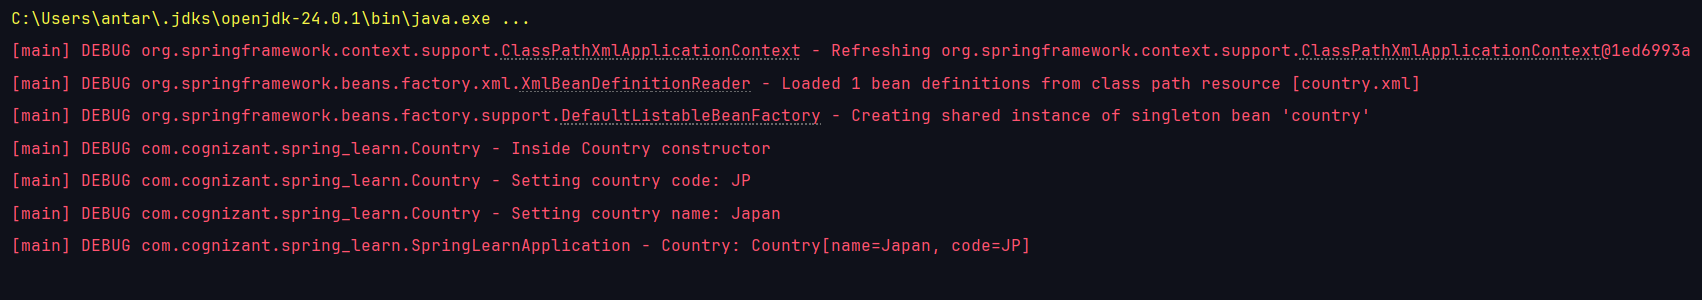 C:\Users\antar\.jdks\openjdk-24.0.1\bin\java.exe ...
[main] DEBUG org.springframework.context.support.ClassPathXmlApplicationContext - Refreshing org.springframework.context.support.ClassPathXmlApplicationContext@1ed6993a
[main] DEBUG org.springframework.beans.factory.xml.XmlBeanDefinitionReader - Loaded 1 bean definitions from class path resource [country.xml]
[main] DEBUG org.springframework.beans.factory.support.DefaultListableBeanFactory - Creating shared instance of singleton bean 'country'
[main] DEBUG com.cognizant.spring_learn.Country - Inside Country constructor
[main] DEBUG com.cognizant.spring_learn.Country - Setting country code: JP
[main] DEBUG com.cognizant.spring_learn.Country - Setting country name: Japan
[main] DEBUG com.cognizant.spring_learn.SpringLearnApplication - Country: Country[name=Japan, code=JP]